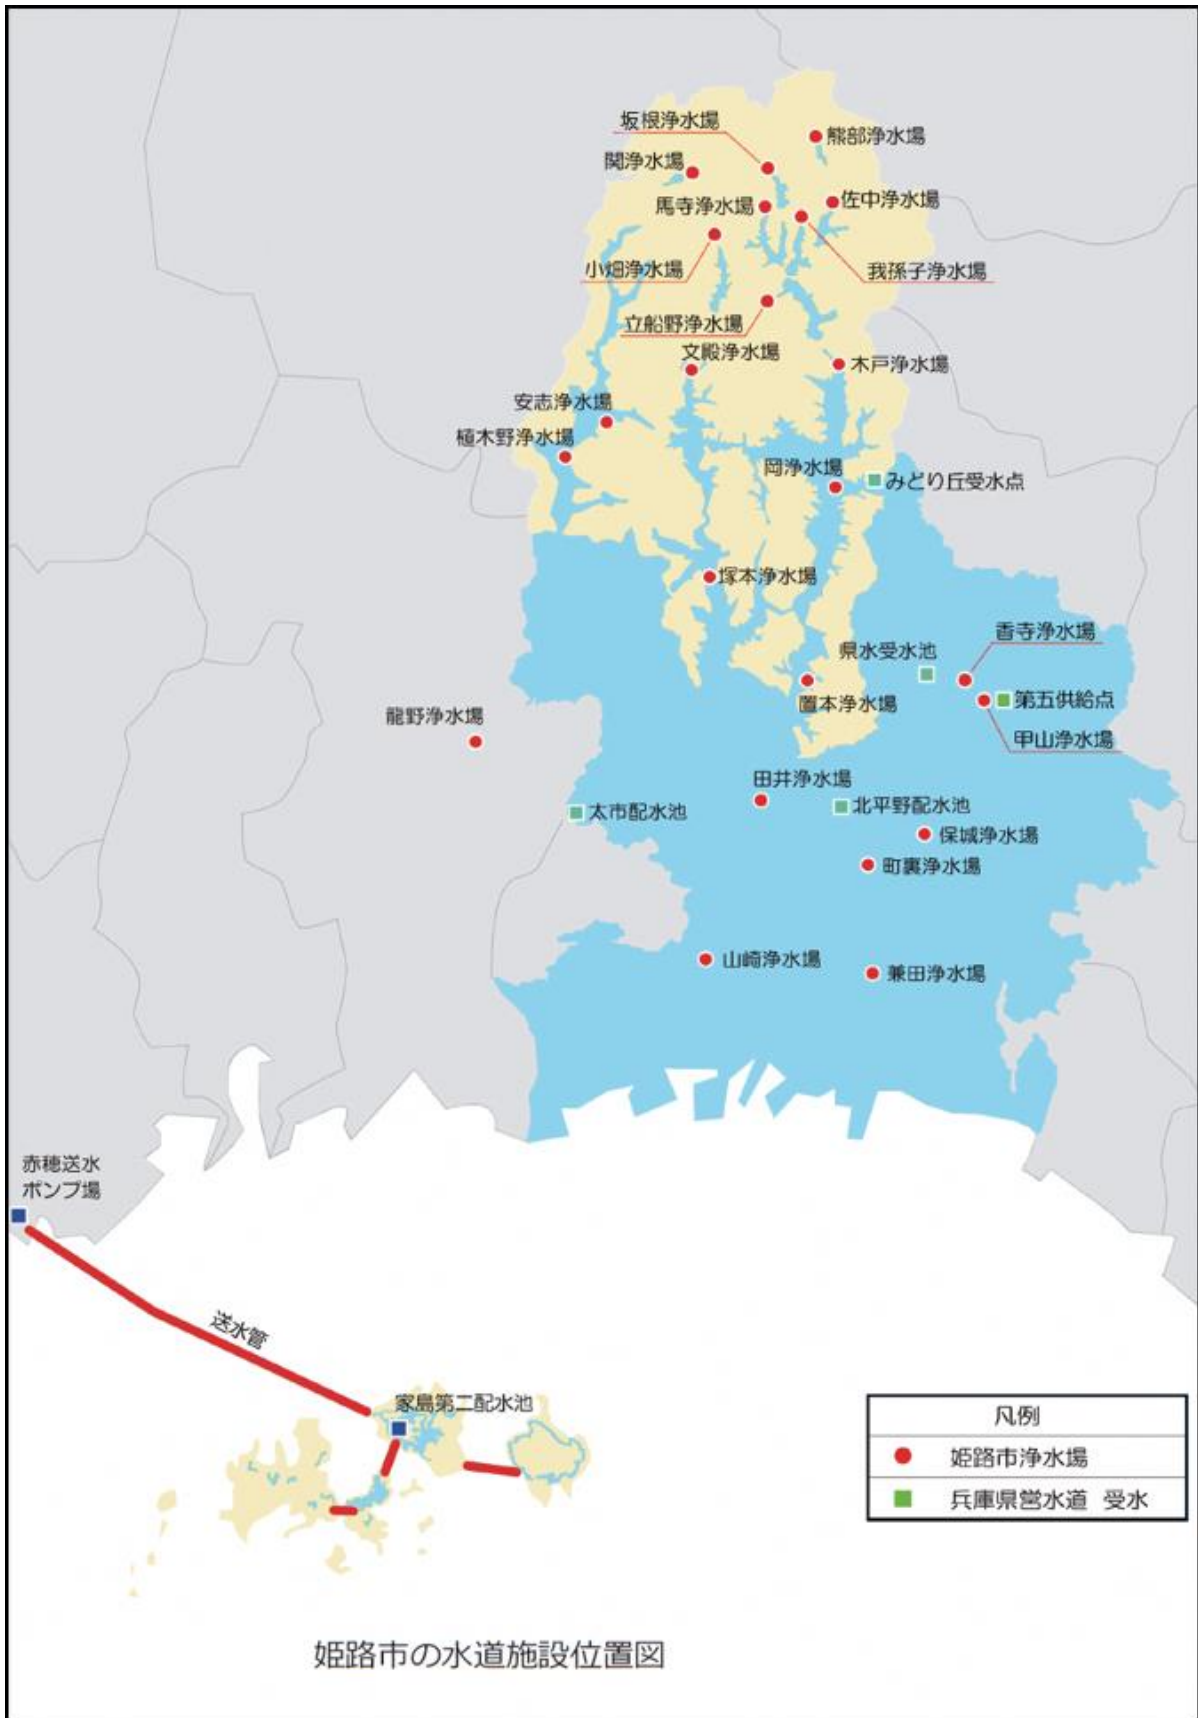 坂根浄水場
熊部浄水場
関浄水場
馬寺浄水場
佐中浄水場
小畑浄水場
我孫子浄水場
立船野浄水場
文殿浄水場
木戸浄水場
安志浄水場
植木野浄水場
岡浄水場
みどり丘受水点
塚本浄水場
香寺浄水場
県水受水池
置本浄水場
第五供給点
龍野浄水場
甲山浄水場
田井浄水場
太市配水池
北平野配水池
保城浄水場
町裏浄水場
山崎浄水場
兼田浄水場
赤穂送水
ポンプ場
送水管
家島第二配水池
凡例
姫路市浄水場
兵庫県営水道 受水
姫路市の水道施設位置図